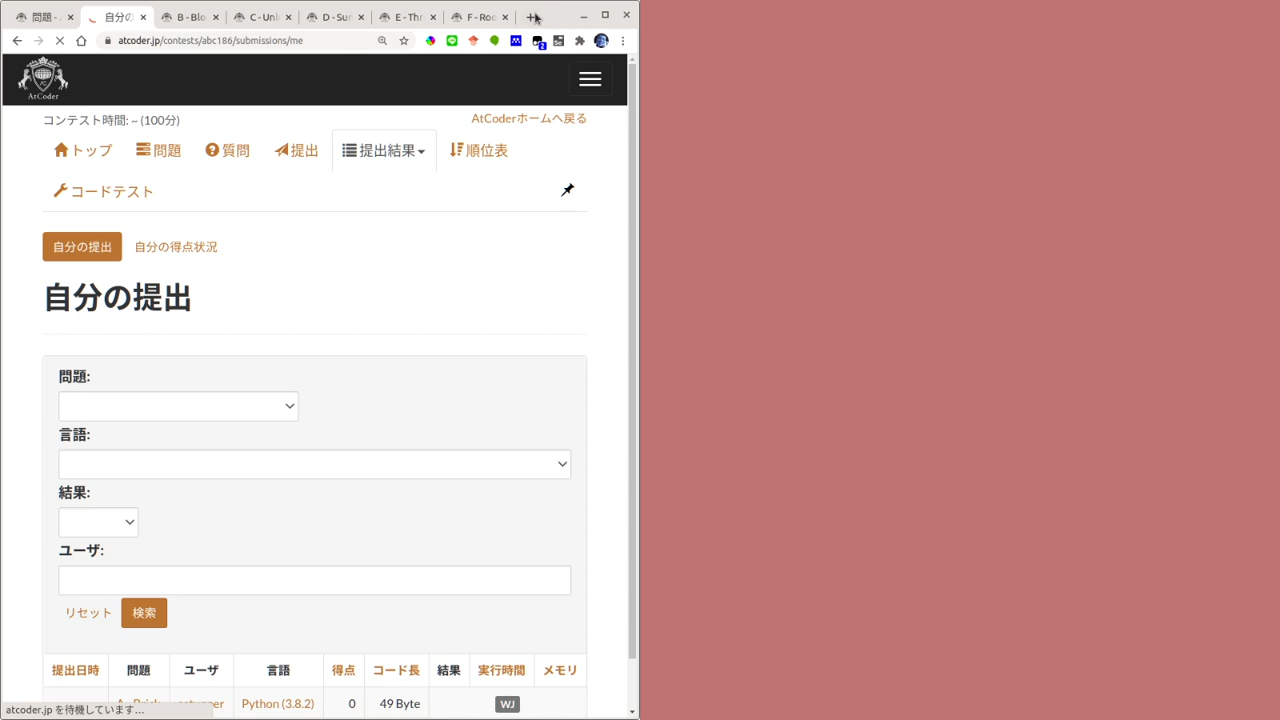 問題 - A
自分の
B - Blo
C - Unl
D - Sun
E - Thr
F - Roo
atcoder.jp/contests/abc186/submissions/me
2
AtCoder
コンテスト時間: ~ (100分)
AtCoderホームへ戻る
トップ 問題 質問 提出 提出結果 順位表
コードテスト
自分の提出 自分の得点状況
自分の提出
問題:
言語:
結果:
ユーザ:
リセット 検索
提出日時 問題 ユーザ 言語 得点 コード長 結果 実行時間 メモリ
Python (3.8.2) 0 49 Byte WJ
atcoder.jp を待機しています...